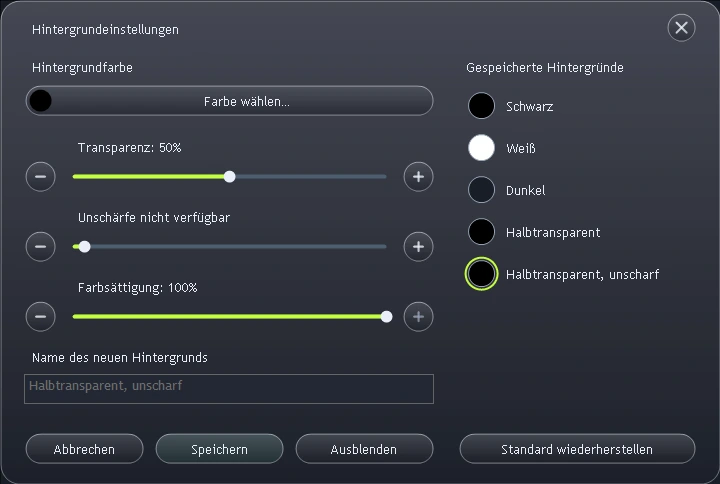 Hintergrundeinstellungen
Hintergrundfarbe
Farbe wählen...
Transparenz: 50%
Unschärfe nicht verfügbar
Farbsättigung: 100%
Name des neuen Hintergrunds
Halbtransparent, unscharf
Gespeicherte Hintergründe
Schwarz
Weiß
Dunkel
Halbtransparent
Halbtransparent, unscharf
Abbrechen
Speichern
Ausblenden
Standard wiederherstellen